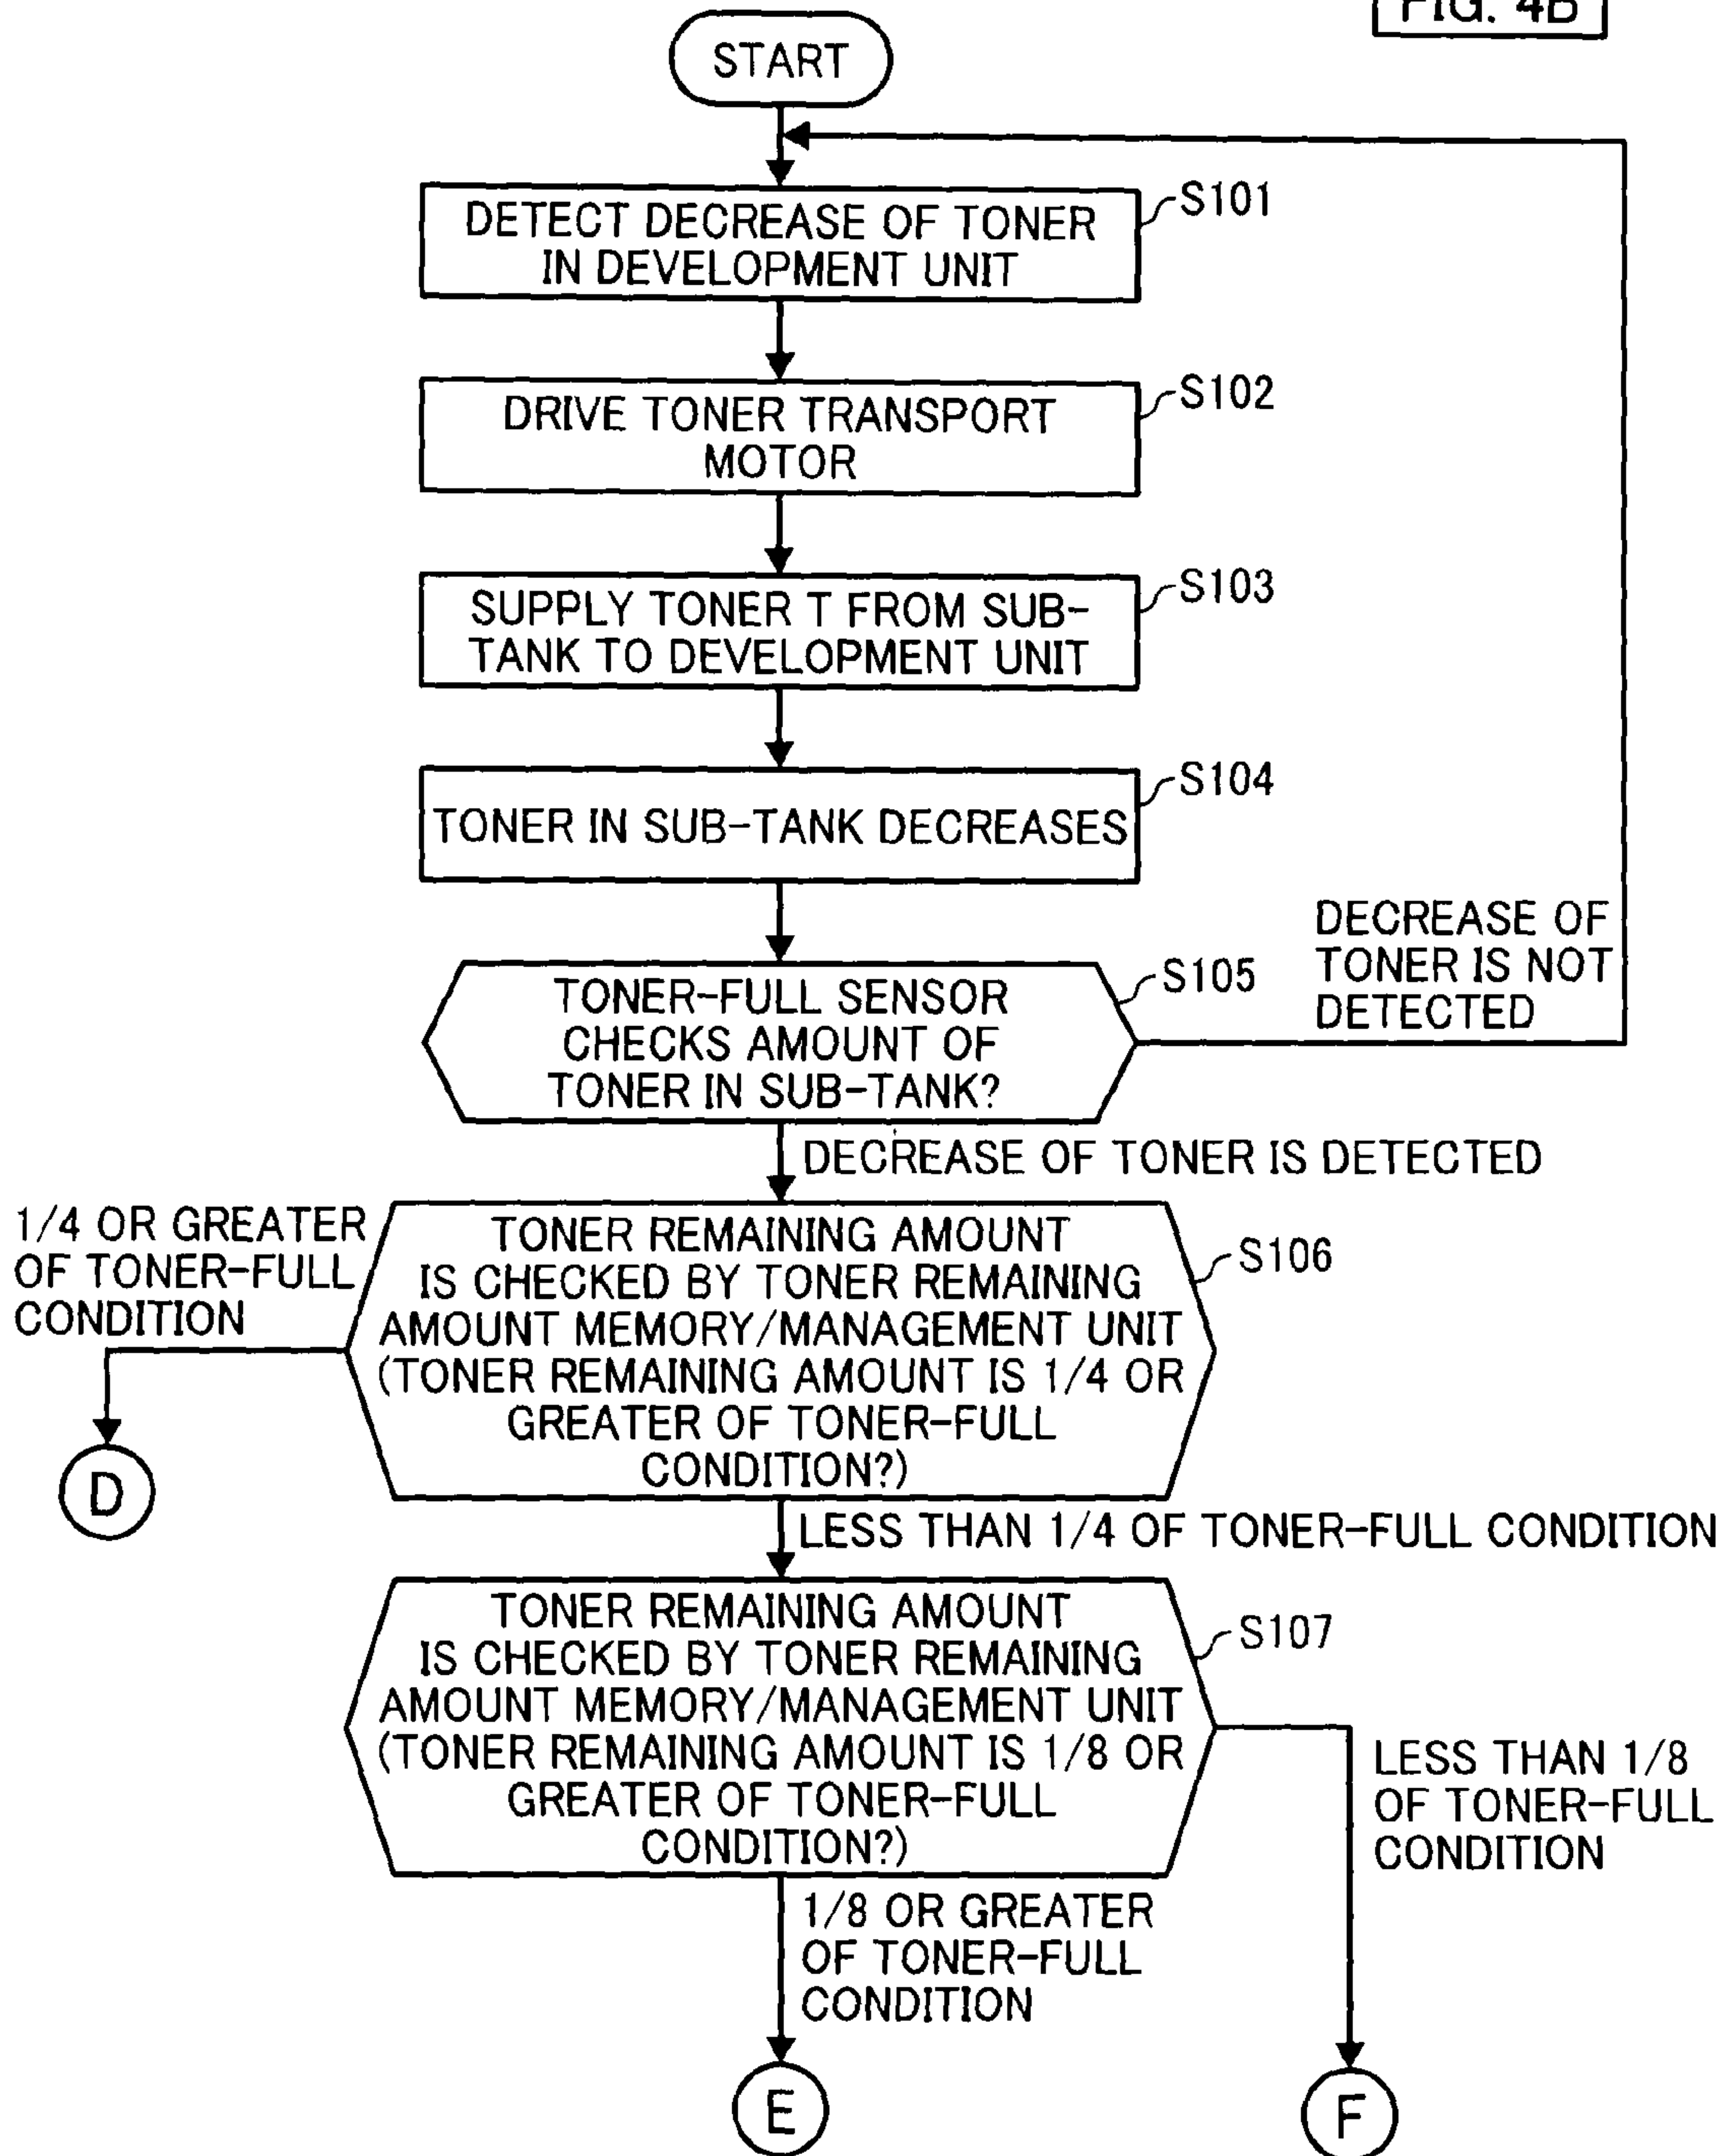 FIG. 4B
START
DETECT DECREASE OF TONER
IN DEVELOPMENT UNIT
S101
DRIVE TONER TRANSPORT
MOTOR
S102
SUPPLY TONER T FROM SUB-
TANK TO DEVELOPMENT UNIT
S103
TONER IN SUB-TANK DECREASES
S104
TONER-FULL SENSOR
CHECKS AMOUNT OF
TONER IN SUB-TANK?
S105
DECREASE OF
TONER IS NOT
DETECTED
DECREASE OF TONER IS DETECTED
1/4 OR GREATER
OF TONER-FULL
CONDITION
TONER REMAINING AMOUNT
IS CHECKED BY TONER REMAINING
AMOUNT MEMORY/MANAGEMENT UNIT
(TONER REMAINING AMOUNT IS 1/4 OR
GREATER OF TONER-FULL
CONDITION?)
S106
D
LESS THAN 1/4 OF TONER-FULL CONDITION
TONER REMAINING AMOUNT
IS CHECKED BY TONER REMAINING
AMOUNT MEMORY/MANAGEMENT UNIT
(TONER REMAINING AMOUNT IS 1/8 OR
GREATER OF TONER-FULL
CONDITION?)
S107
LESS THAN 1/8
OF TONER-FULL
CONDITION
1/8 OR GREATER
OF TONER-FULL
CONDITION
E
F